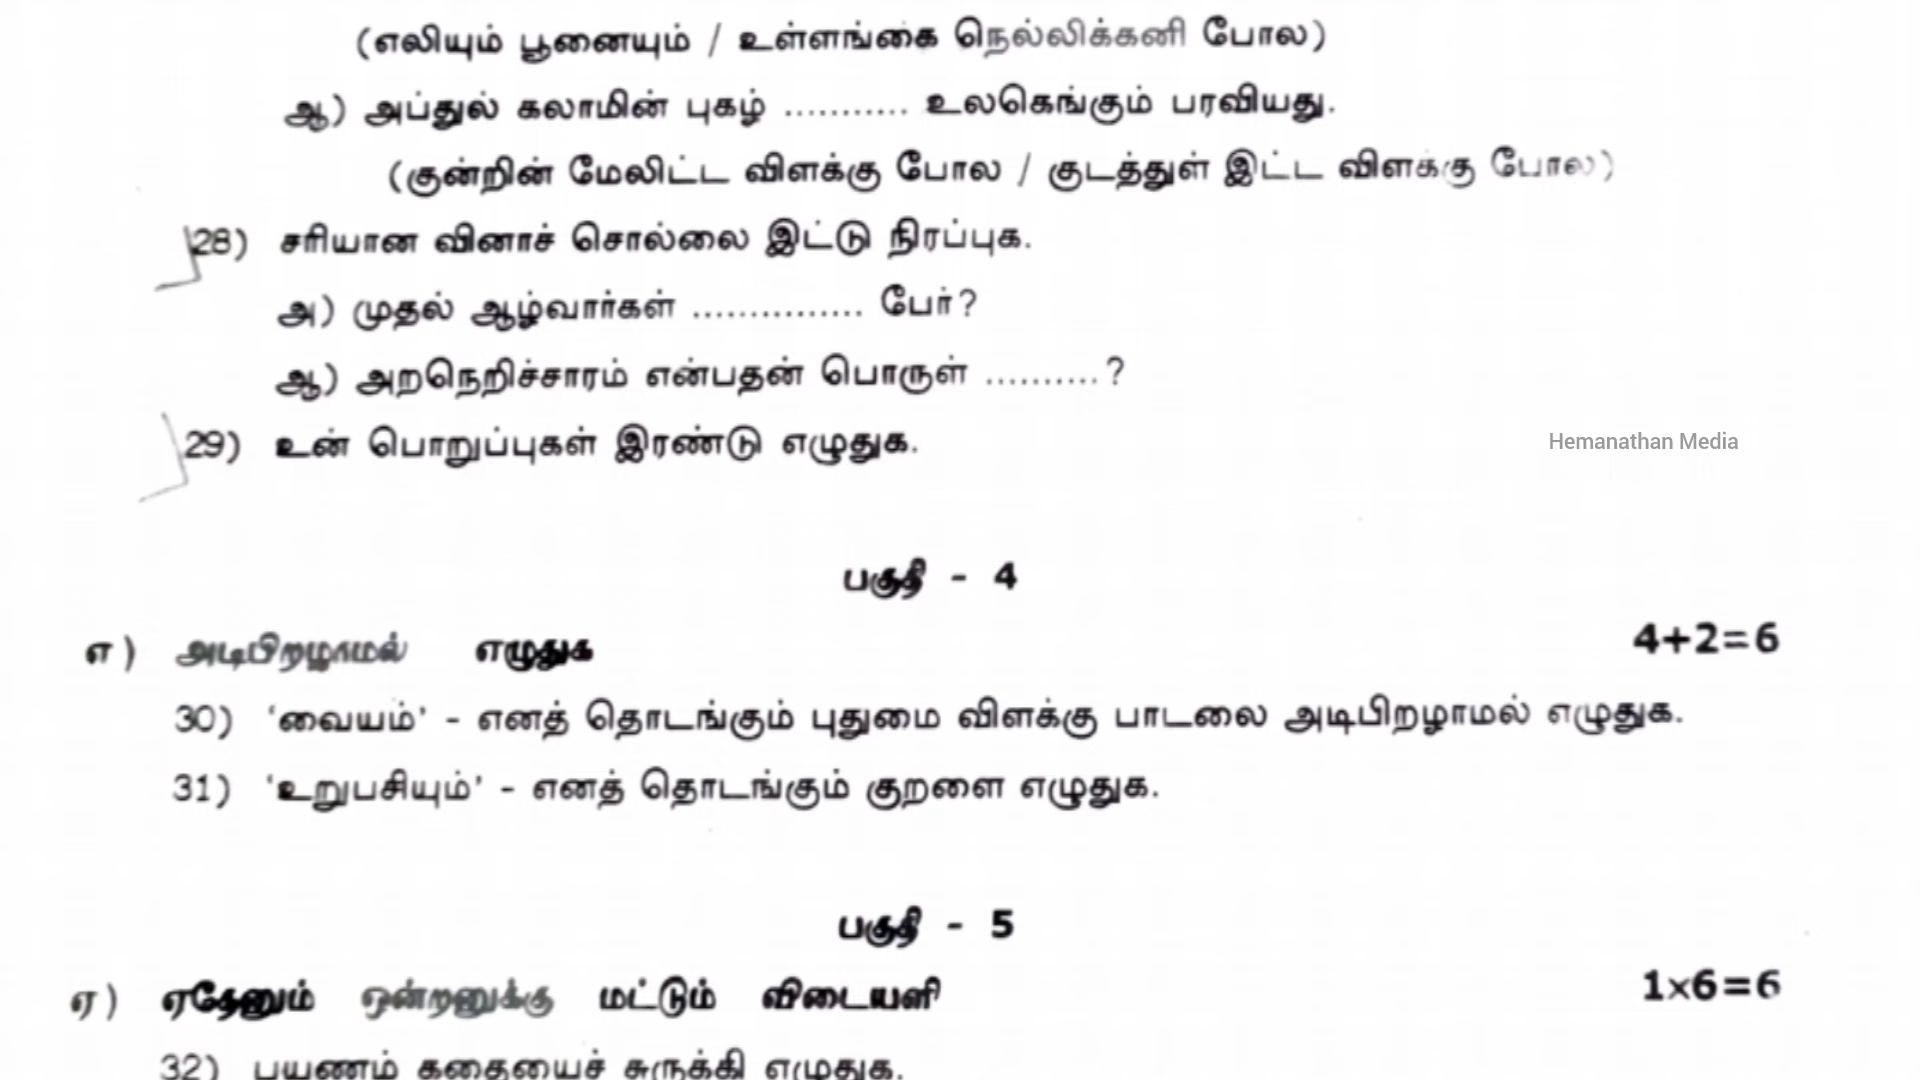 (எலியும் பூனையும் / உள்ளங்கை நெல்லிக்கனி போல)
ஆ) அப்துல் கலாமின் புகழ் ........... உலகெங்கும் பரவியது.
(குன்றின் மேலிட்ட விளக்கு போல / குடத்துள் இட்ட விளக்கு போல)
28) சரியான வினாச் சொல்லை இட்டு நிரப்புக.
அ) முதல் ஆழ்வார்கள் ............... பேர்?
ஆ) அறநெறிச்சாரம் என்பதன் பொருள் ..........?
29) உன் பொறுப்புகள் இரண்டு எழுதுக.
Hemanathan Media
பகுதி - 4
எ) அடிபிறழாமல் எழுதுக 4+2=6
30) 'வையம்' - எனத் தொடங்கும் புதுமை விளக்கு பாடலை அடிபிறழாமல் எழுதுக.
31) 'உறுபசியும்' - எனத் தொடங்கும் குறளை எழுதுக.
பகுதி - 5
ஏ) ஏதேனும் ஒன்றனுக்கு மட்டும் விடையளி 1×6=6
32) பயணம் கதையைச் சுருக்கி எழுதுக.